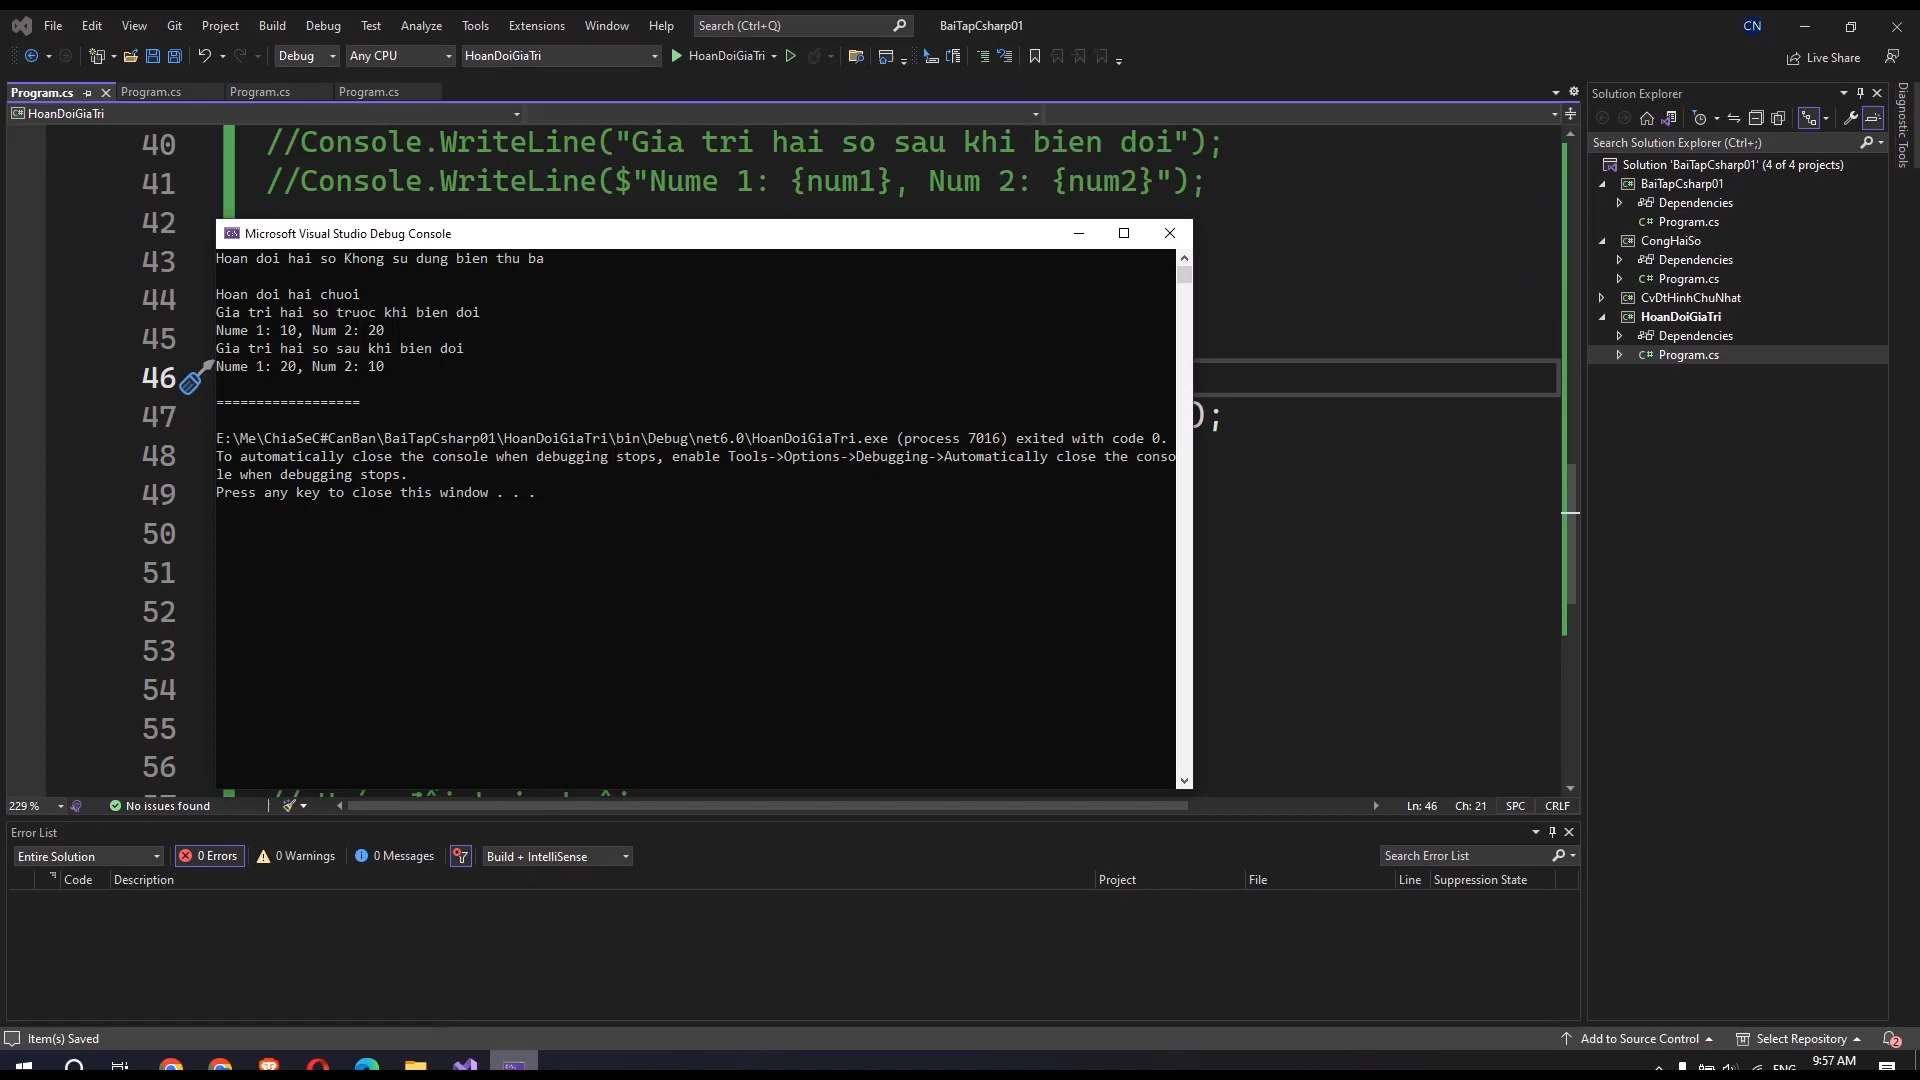 File Edit View Git Project Build Debug Test Analyze Tools Extensions Window Help Search (Ctrl+Q) BaiTapCsharp01 CN
Debug Any CPU HoanDoiGiaTri HoanDoiGiaTri Live Share
Program.cs Program.cs Program.cs Program.cs
HoanDoiGiaTri
40 //Console.WriteLine("Gia tri hai so sau khi bien doi");
41 //Console.WriteLine($"Nume 1: {num1}, Num 2: {num2}");
42
43
44
45
46
47 );
48
49
50
51
52
53
54
55
56
Microsoft Visual Studio Debug Console
Hoan doi hai so Khong su dung bien thu ba
Hoan doi hai chuoi
Gia tri hai so truoc khi bien doi
Nume 1: 10, Num 2: 20
Gia tri hai so sau khi bien doi
Nume 1: 20, Num 2: 10
==================
E:\Me\ChiaSeC#CanBan\BaiTapCsharp01\HoanDoiGiaTri\bin\Debug\net6.0\HoanDoiGiaTri.exe (process 7016) exited with code 0.
To automatically close the console when debugging stops, enable Tools->Options->Debugging->Automatically close the conso
le when debugging stops.
Press any key to close this window . . .
229 % No issues found Ln: 46 Ch: 21 SPC CRLF
Solution Explorer
Search Solution Explorer (Ctrl+;)
Solution 'BaiTapCsharp01' (4 of 4 projects)
BaiTapCsharp01
Dependencies
C# Program.cs
CongHaiSo
Dependencies
C# Program.cs
CvDtHinhChuNhat
HoanDoiGiaTri
Dependencies
C# Program.cs
Diagnostic Tools
Error List
Entire Solution 0 Errors 0 Warnings 0 Messages Build + IntelliSense Search Error List
Code Description Project File Line Suppression State
Item(s) Saved Add to Source Control Select Repository 2
ENG 9:57 AM